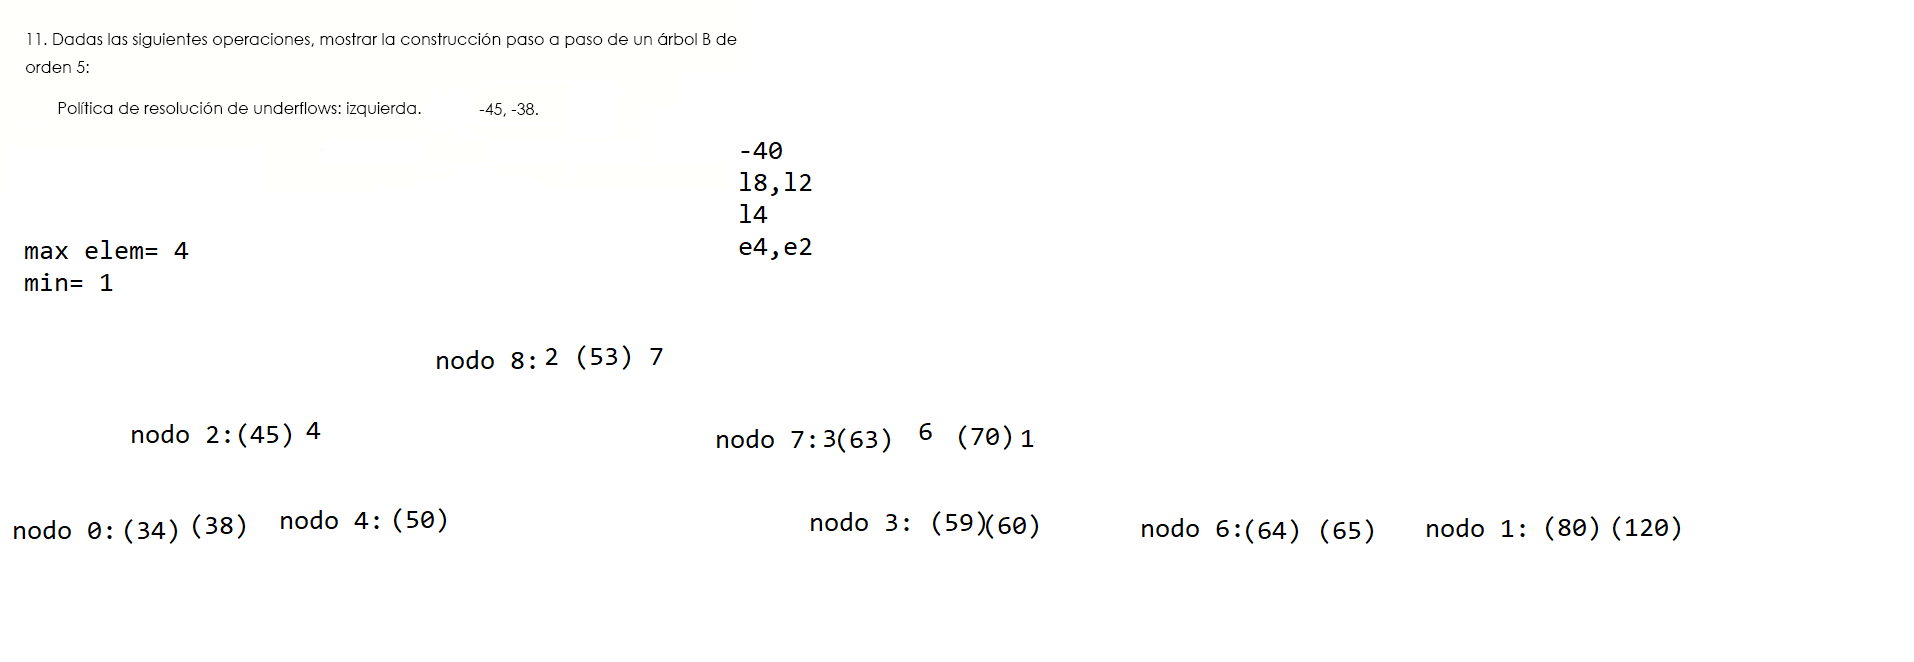 11. Dadas las siguientes operaciones, mostrar la construcción paso a paso de un árbol B de
orden 5:
Política de resolución de underflows: izquierda. -45, -38.
-40
l8,l2
l4
e4,e2
max elem= 4
min= 1
nodo 8: 2 (53) 7
nodo 2:(45) 4
nodo 7:3(63) 6 (70) 1
nodo 0:(34) (38) nodo 4: (50) nodo 3: (59)(60) nodo 6:(64) (65) nodo 1: (80) (120)